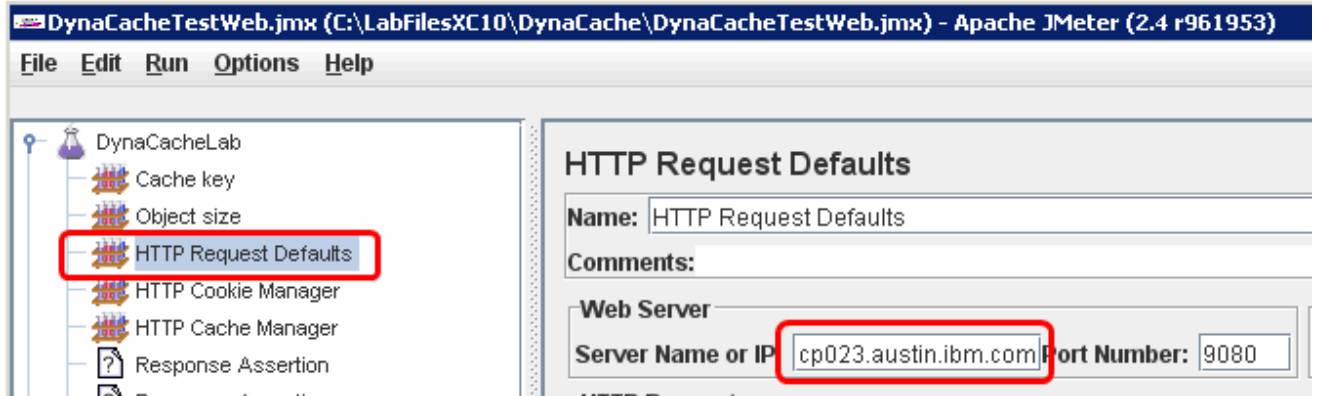 DynaCacheTestWeb.jmx (C:\LabFilesXC10\DynaCache\DynaCacheTestWeb.jmx) - Apache JMeter (2.4 r961953)
File Edit Run Options Help
DynaCacheLab
Cache key
Object size
HTTP Request Defaults
HTTP Cookie Manager
HTTP Cache Manager
Response Assertion
HTTP Request Defaults
Name: HTTP Request Defaults
Comments:
Web Server
Server Name or IP cp023.austin.ibm.com Port Number: 9080